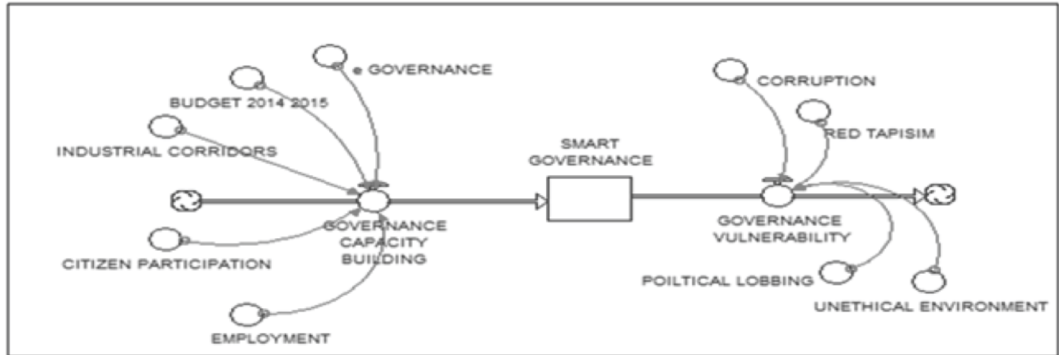 e GOVERNANCE
BUDGET 2014 2015
INDUSTRIAL CORRIDORS
CITIZEN PARTICIPATION
EMPLOYMENT
GOVERNANCE
CAPACITY
BUILDING
SMART
GOVERNANCE
CORRUPTION
RED TAPISIM
GOVERNANCE
VULNERABILITY
POILTICAL LOBBING
UNETHICAL ENVIRONMENT